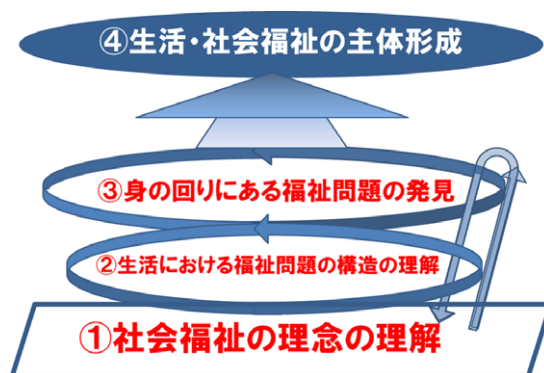 ④生活・社会福祉の主体形成
③身の回りにある福祉問題の発見
②生活における福祉問題の構造の理解
①社会福祉の理念の理解